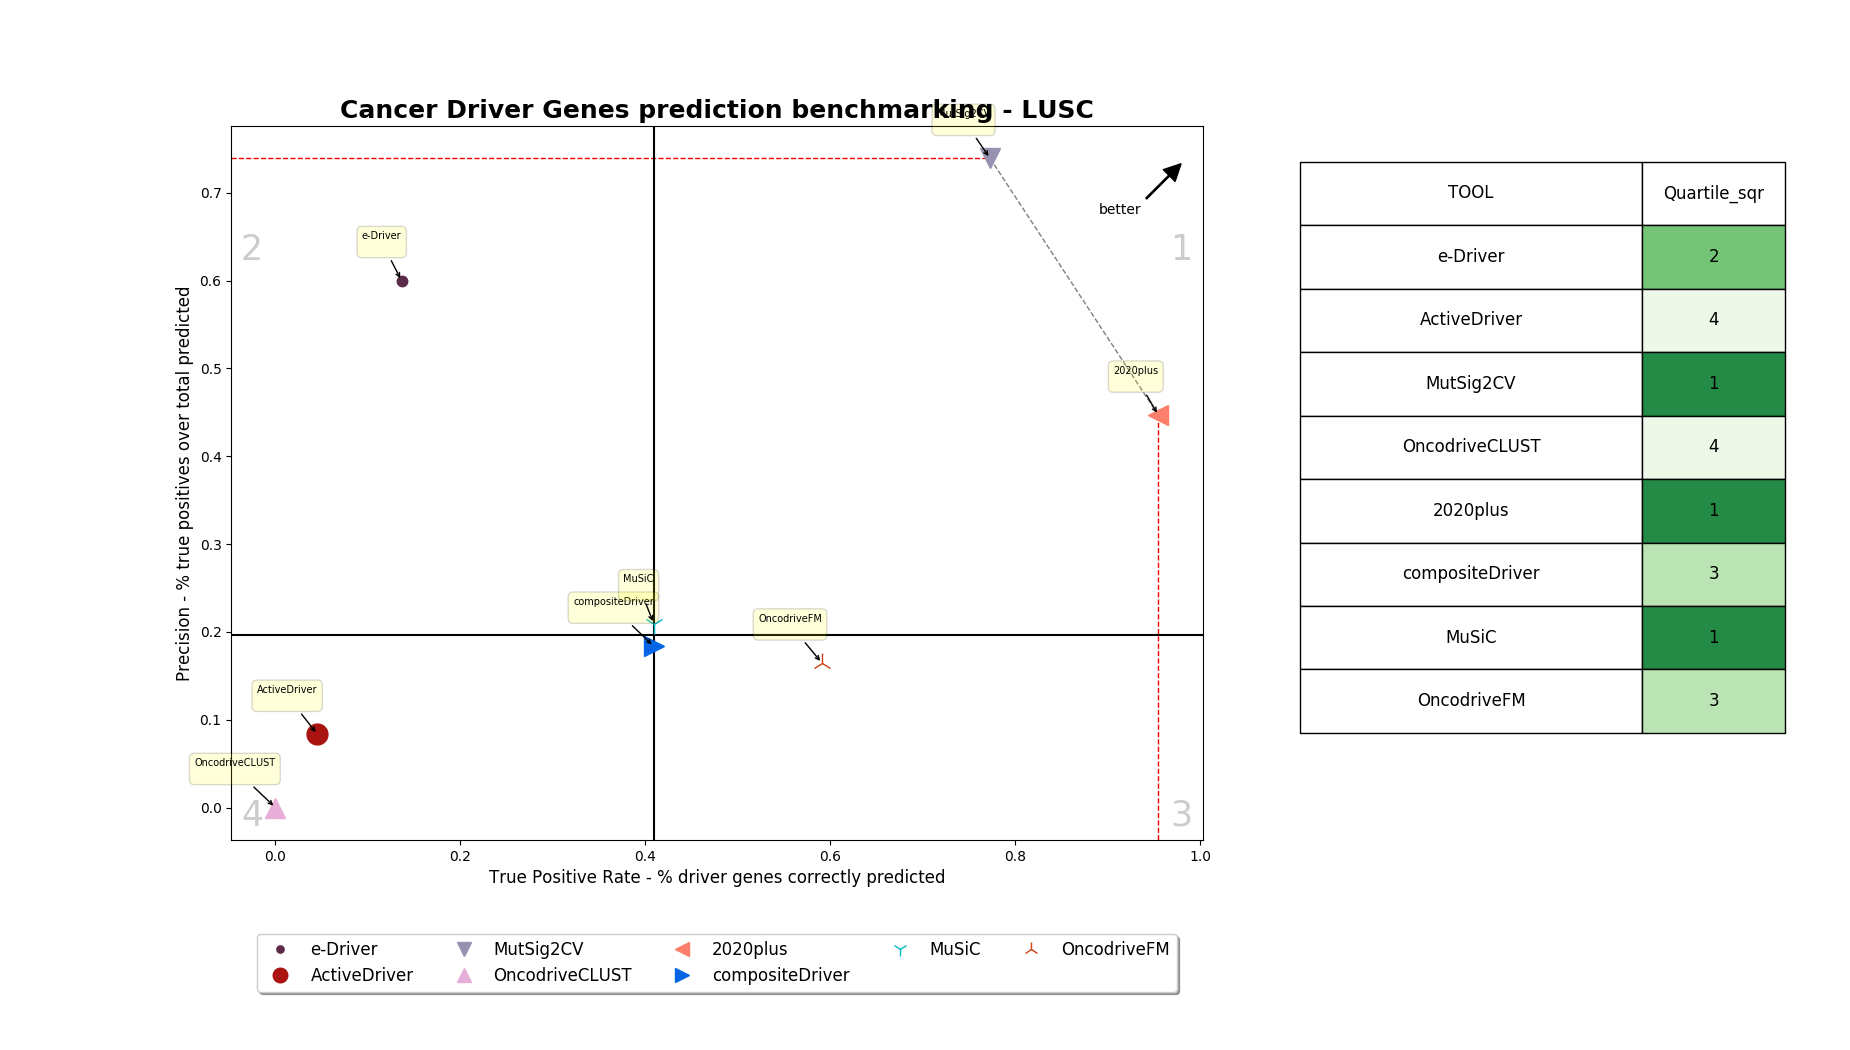 Cancer Driver Genes prediction benchmarking - LUSC
MutSig2CV
better
2
1
e-Driver
2020plus
MuSiC
compositeDriver
OncodriveFM
ActiveDriver
OncodriveCLUST
4
3
0.7
0.6
0.5
0.4
0.3
0.2
0.1
0.0
Precision - % true positives over total predicted
0.0 0.2 0.4 0.6 0.8 1.0
True Positive Rate - % driver genes correctly predicted
e-Driver MutSig2CV 2020plus MuSiC OncodriveFM
ActiveDriver OncodriveCLUST compositeDriver
TOOL Quartile_sqr
e-Driver 2
ActiveDriver 4
MutSig2CV 1
OncodriveCLUST 4
2020plus 1
compositeDriver 3
MuSiC 1
OncodriveFM 3